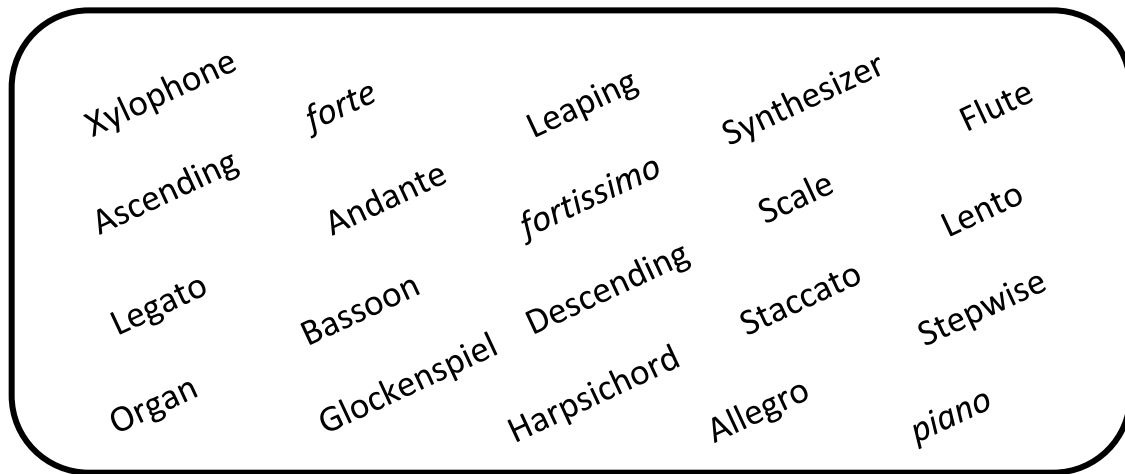 Xylophone
forte
Leaping
Synthesizer
Flute
Ascending
Andante
fortissimo
Scale
Lento
Legato
Bassoon
Descending
Staccato
Stepwise
Organ
Glockenspiel
Harpsichord
Allegro
piano